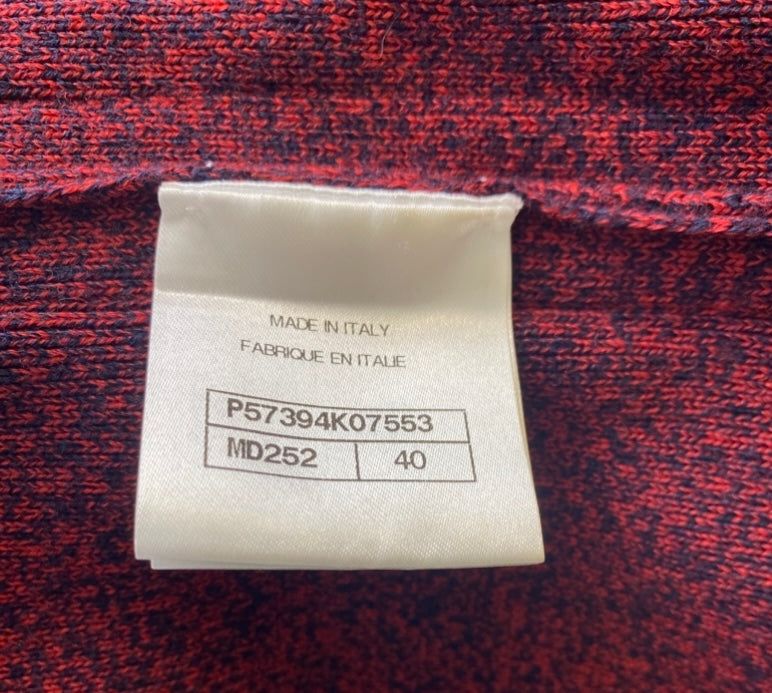 MADE IN ITALY
FABRIQUE EN ITALIE
P57394K07553
MD252 40